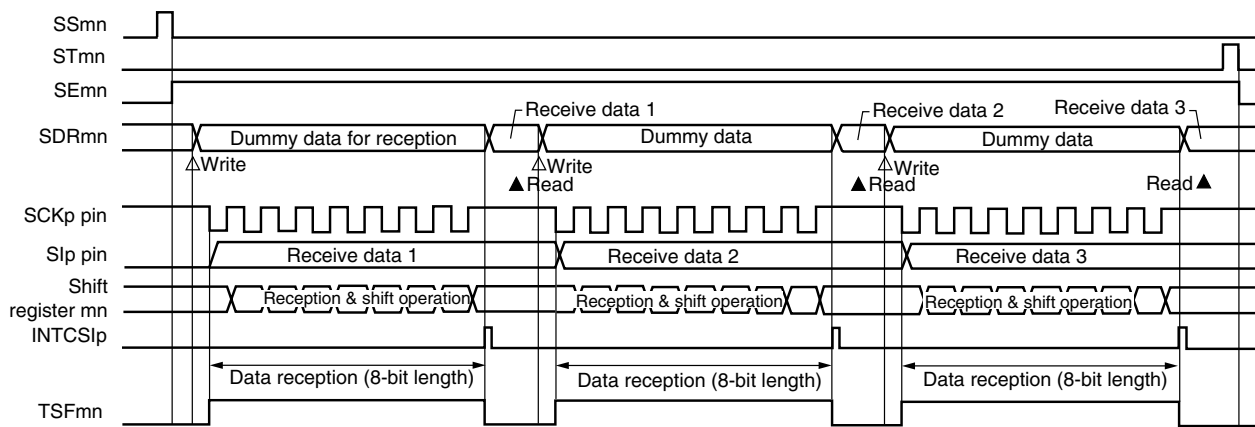 SSmn
STmn
SEmn
Receive data 1
Receive data 2
Receive data 3
SDRmn
Dummy data for reception
Dummy data
Dummy data
△Write
△Write
△Write
▲Read
▲Read
Read▲
SCKp pin
SIp pin
Receive data 1
Receive data 2
Receive data 3
Shift
register mn
Reception & shift operation
Reception & shift operation
Reception & shift operation
INTCSIp
Data reception (8-bit length)
Data reception (8-bit length)
Data reception (8-bit length)
TSFmn